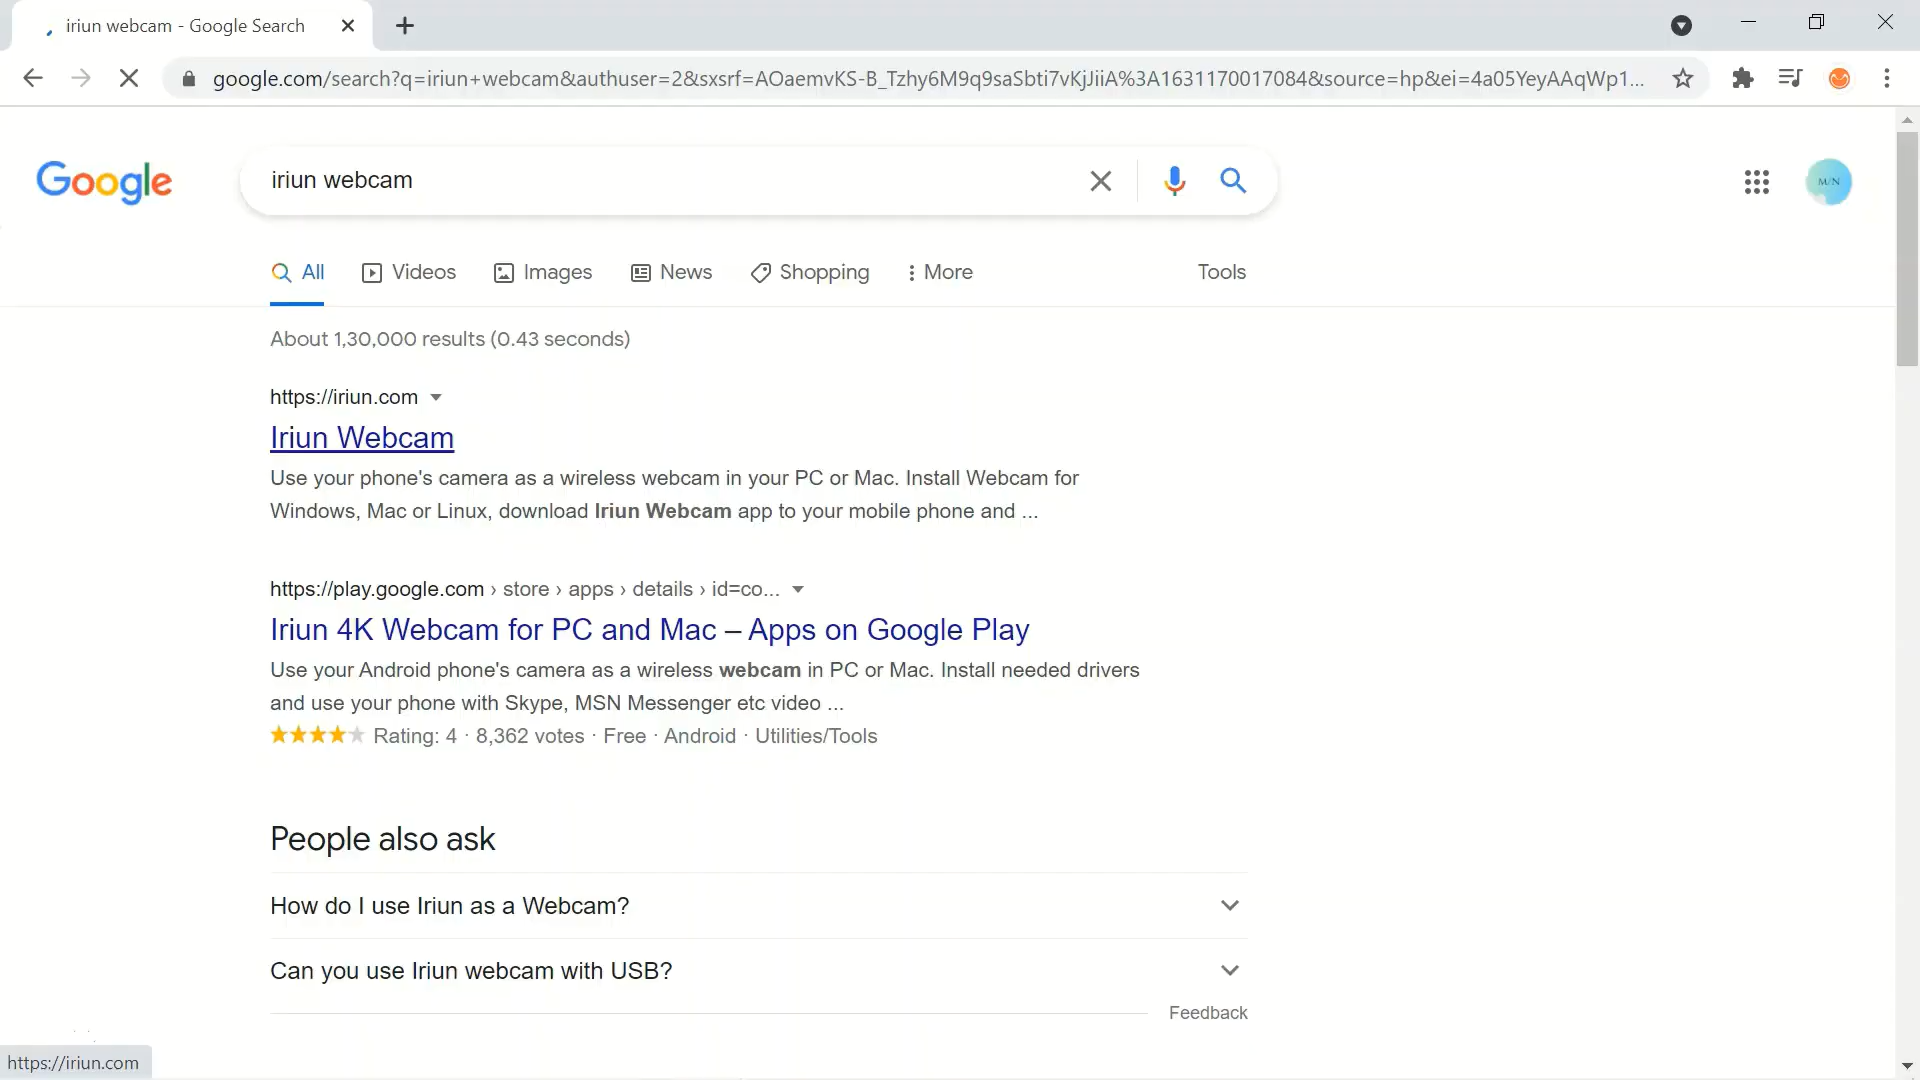 iriun webcam - Google Search
google.com/search?q=iriun+webcam&authuser=2&sxsrf=AOaemvKS-B_Tzhy6M9q9saSbti7vKjJiiA%3A1631170017084&source=hp&ei=4a05YeyAAqWp1...
Google
iriun webcam
M/N
All Videos Images News Shopping More Tools
About 1,30,000 results (0.43 seconds)
https://iriun.com
Iriun Webcam
Use your phone's camera as a wireless webcam in your PC or Mac. Install Webcam for
Windows, Mac or Linux, download Iriun Webcam app to your mobile phone and ...
https://play.google.com › store › apps › details › id=co...
Iriun 4K Webcam for PC and Mac – Apps on Google Play
Use your Android phone's camera as a wireless webcam in PC or Mac. Install needed drivers
and use your phone with Skype, MSN Messenger etc video ...
Rating: 4 · 8,362 votes · Free · Android · Utilities/Tools
People also ask
How do I use Iriun as a Webcam?
Can you use Iriun webcam with USB?
Feedback
https://iriun.com